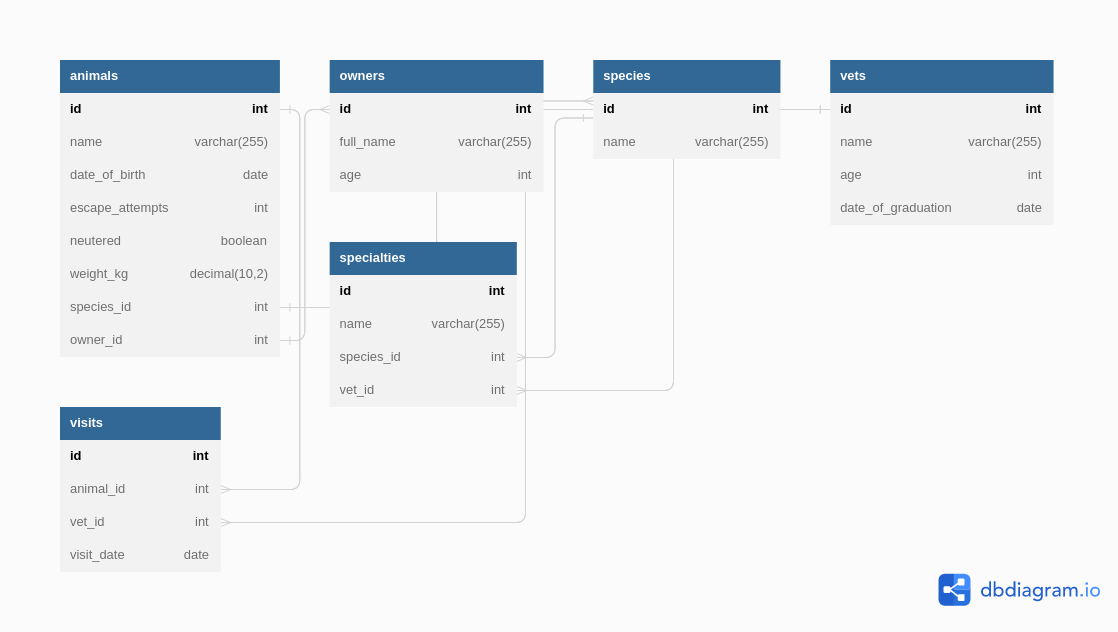 animals
id int
name varchar(255)
date_of_birth date
escape_attempts int
neutered boolean
weight_kg decimal(10,2)
species_id int
owner_id int
owners
id int
full_name varchar(255)
age int
species
id int
name varchar(255)
vets
id int
name varchar(255)
age int
date_of_graduation date
specialties
id int
name varchar(255)
species_id int
vet_id int
visits
id int
animal_id int
vet_id int
visit_date date
dbdiagram.io